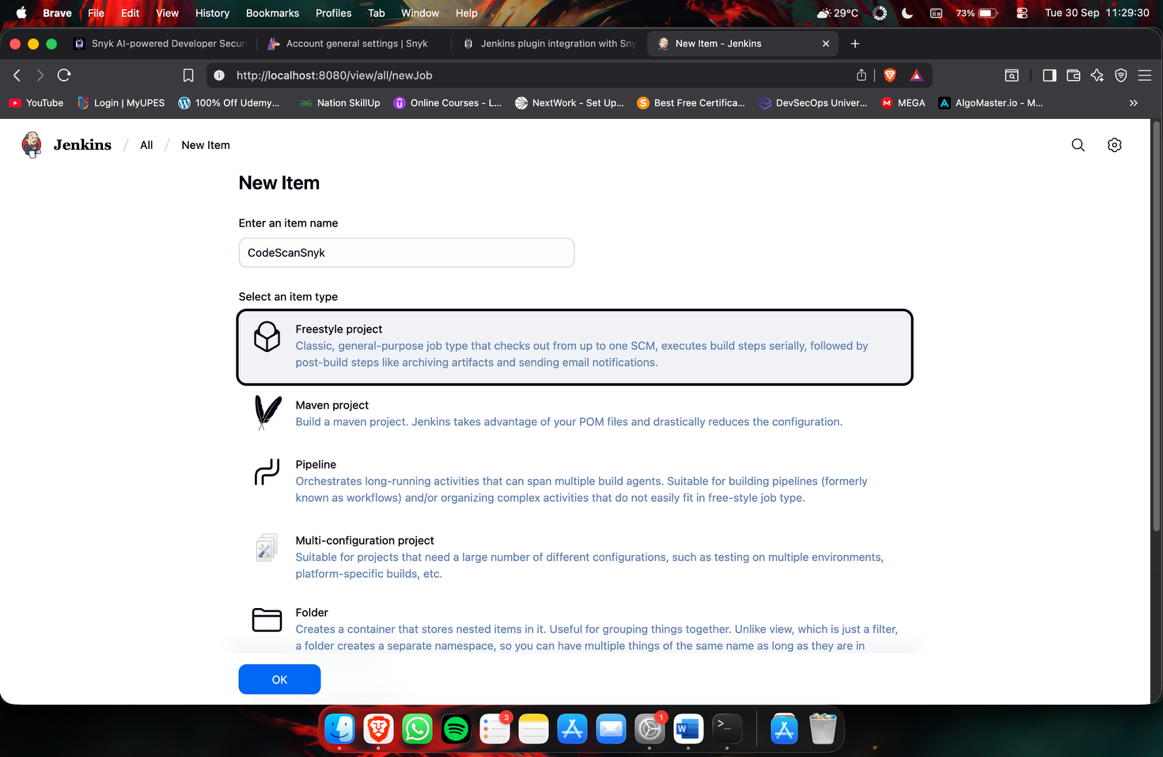 Brave File Edit View History Bookmarks Profiles Tab Window Help 29°C 73% Tue 30 Sep 11:29:30
Snyk AI-powered Developer Secur
Account general settings | Snyk
Jenkins plugin integration with Sny
New Item - Jenkins
http://localhost:8080/view/all/newJob
YouTube
Login | MyUPES
100% Off Udemy...
Nation SkillUp
Online Courses - L...
NextWork - Set Up...
Best Free Certifica...
DevSecOps Univer...
MEGA
AlgoMaster.io - M...
Jenkins / All / New Item
New Item
Enter an item name
CodeScanSnyk
Select an item type
Freestyle project
Classic, general-purpose job type that checks out from up to one SCM, executes build steps serially, followed by
post-build steps like archiving artifacts and sending email notifications.
Maven project
Build a maven project. Jenkins takes advantage of your POM files and drastically reduces the configuration.
Pipeline
Orchestrates long-running activities that can span multiple build agents. Suitable for building pipelines (formerly
known as workflows) and/or organizing complex activities that do not easily fit in free-style job type.
Multi-configuration project
Suitable for projects that need a large number of different configurations, such as testing on multiple environments,
platform-specific builds, etc.
Folder
Creates a container that stores nested items in it. Useful for grouping things together. Unlike view, which is just a filter,
a folder creates a separate namespace, so you can have multiple things of the same name as long as they are in
OK
3
1